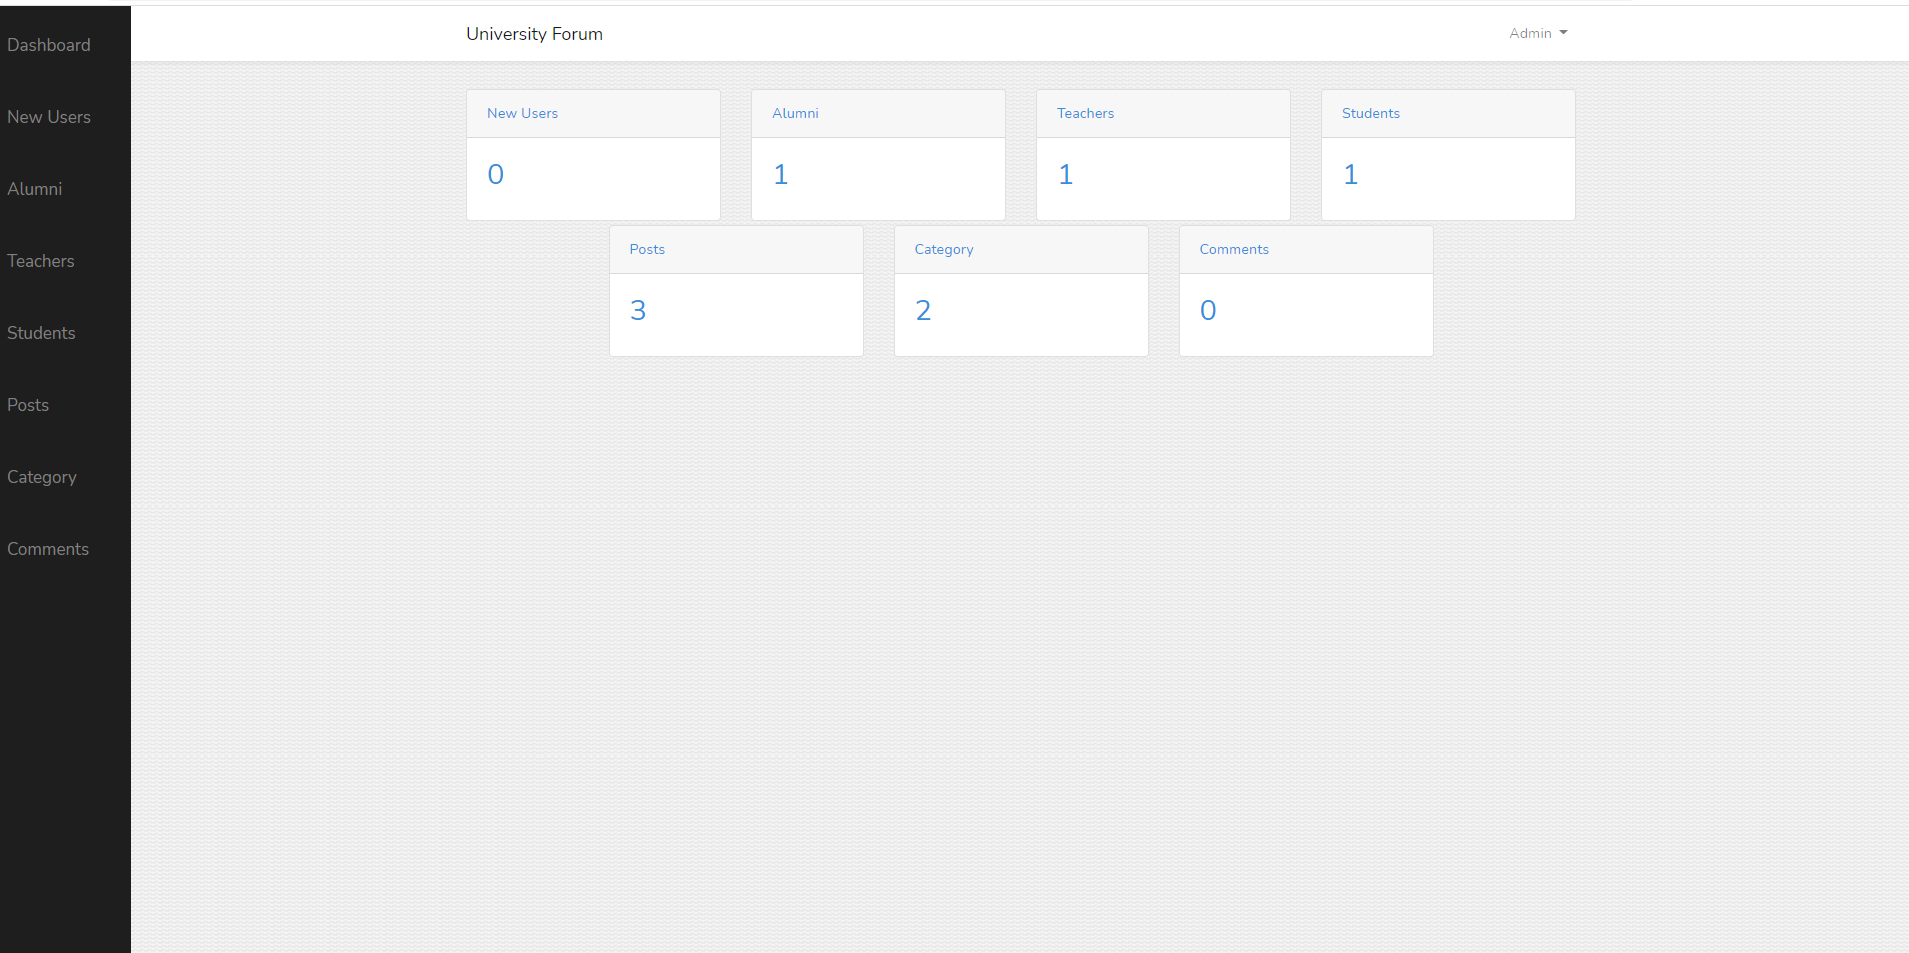 Dashboard
New Users
Alumni
Teachers
Students
Posts
Category
Comments
University Forum
Admin
New Users
0
Alumni
1
Teachers
1
Students
1
Posts
3
Category
2
Comments
0